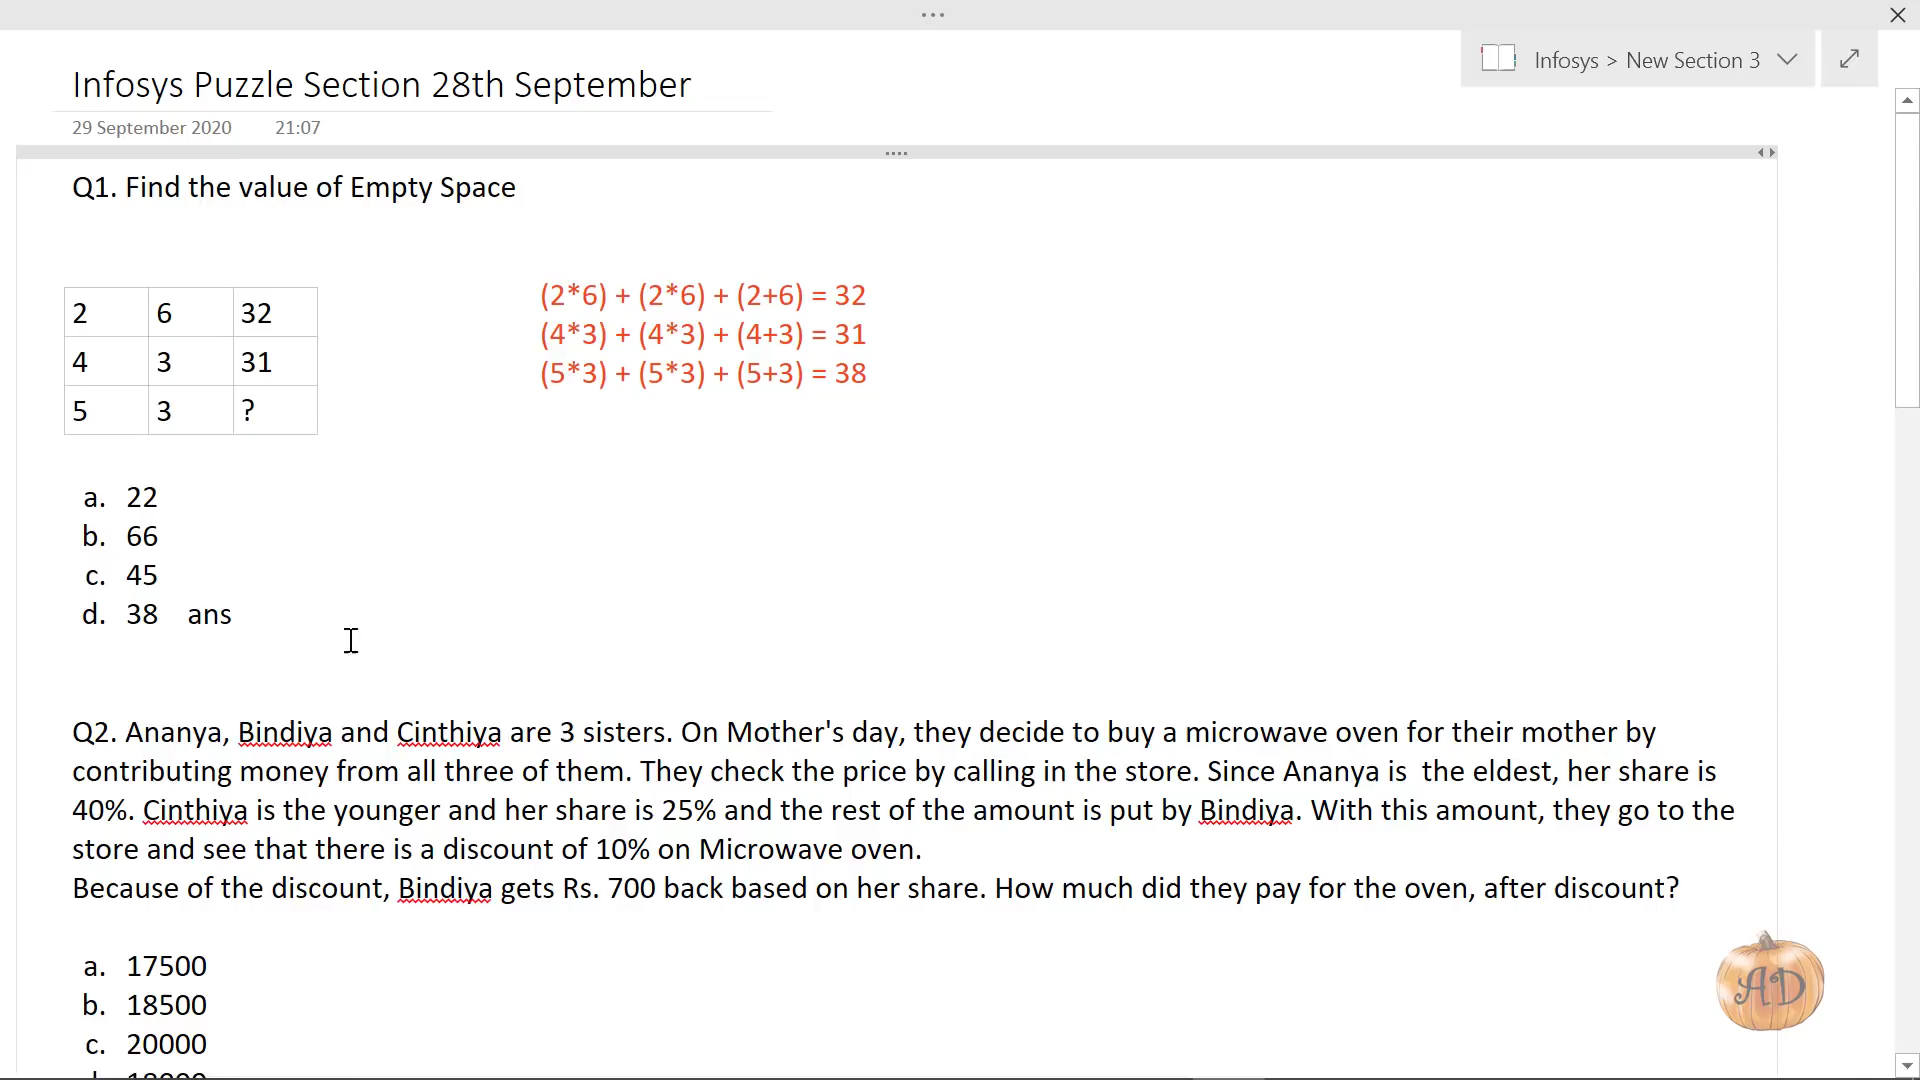 Infosys > New Section 3
Infosys Puzzle Section 28th September
29 September 2020 21:07
Q1. Find the value of Empty Space
2 6 32
4 3 31
5 3 ?
(2*6) + (2*6) + (2+6) = 32
(4*3) + (4*3) + (4+3) = 31
(5*3) + (5*3) + (5+3) = 38
a. 22
b. 66
c. 45
d. 38 ans
Q2. Ananya, Bindiya and Cinthiya are 3 sisters. On Mother's day, they decide to buy a microwave oven for their mother by
contributing money from all three of them. They check the price by calling in the store. Since Ananya is the eldest, her share is
40%. Cinthiya is the younger and her share is 25% and the rest of the amount is put by Bindiya. With this amount, they go to the
store and see that there is a discount of 10% on Microwave oven.
Because of the discount, Bindiya gets Rs. 700 back based on her share. How much did they pay for the oven, after discount?
a. 17500
b. 18500
c. 20000
AD